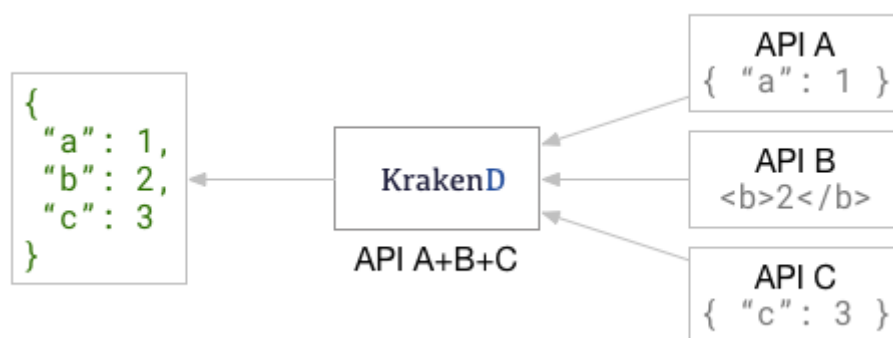 {
“a”: 1,
“b”: 2,
“c”: 3
}
KrakenD
API A+B+C
API A
{ “a”: 1 }
API B
<b>2</b>
API C
{ “c”: 3 }